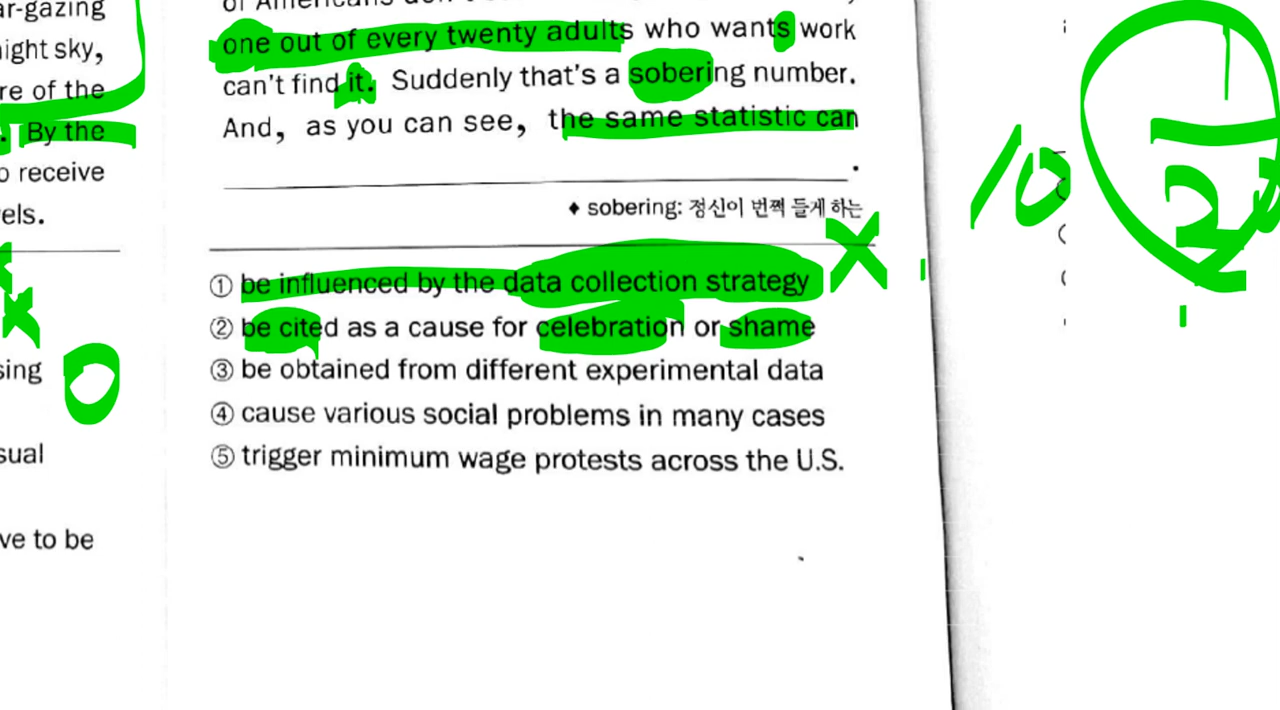 ar-gazing
ight sky,
re of the
. By the
o receive
els.
sing
sual
ve to be
one out of every twenty adults who wants work
can't find it. Suddenly that's a sobering number.
And, as you can see, the same statistic can
.
♦ sobering: 정신이 번쩍 들게 하는
① be influenced by the data collection strategy
② be cited as a cause for celebration or shame
③ be obtained from different experimental data
④ cause various social problems in many cases
⑤ trigger minimum wage protests across the U.S.
X
X
O
10
1
20